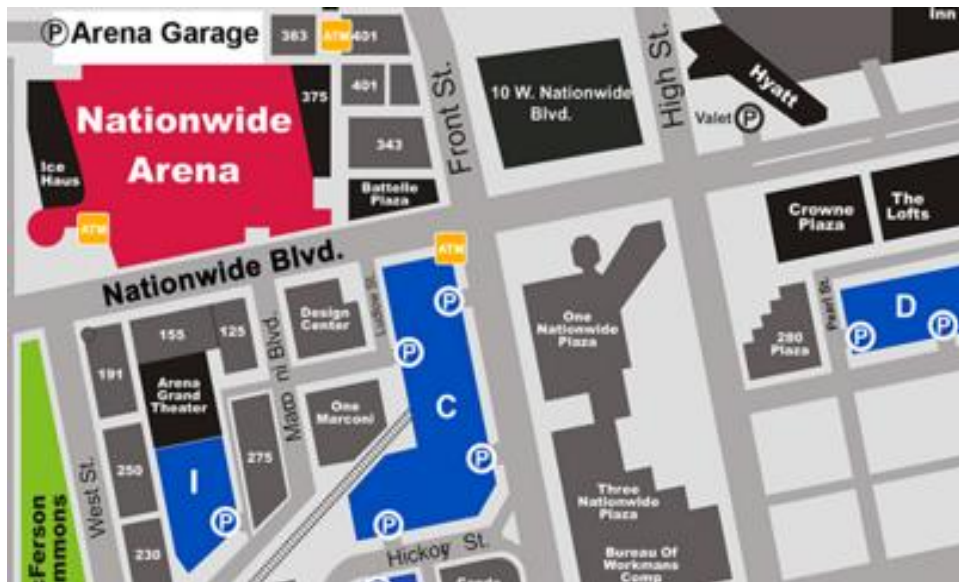 P Arena Garage
383
ATM
401
Inn
Nationwide
Arena
375
401
343
Battelle
Plaza
Ice
Haus
ATM
Front St.
10 W. Nationwide
Blvd.
High St.
Hyatt
Valet P
Crowne
Plaza
The
Lofts
Nationwide Blvd.
ATM
Ludlow St.
P
Pearl St.
D
P
P
155
125
Design
Center
191
One
Nationwide
Plaza
280
Plaza
P
C
Arena
Grand
Theater
Marconi Blvd.
One
Marconi
275
250
I
P
P
West St.
230
P
Three
Nationwide
Plaza
Hickoy St.
Bureau Of
Workmans
Comp
P